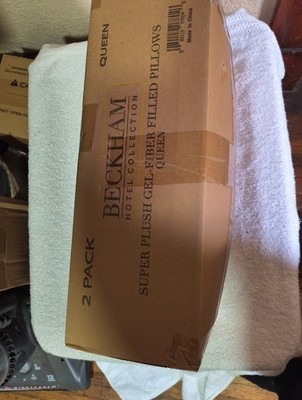 QUEEN
Made in China
2 PACK
BECKHAM
HOTEL COLLECTION
SUPER PLUSH GEL-FIBER FILLED PILLOWS
QUEEN